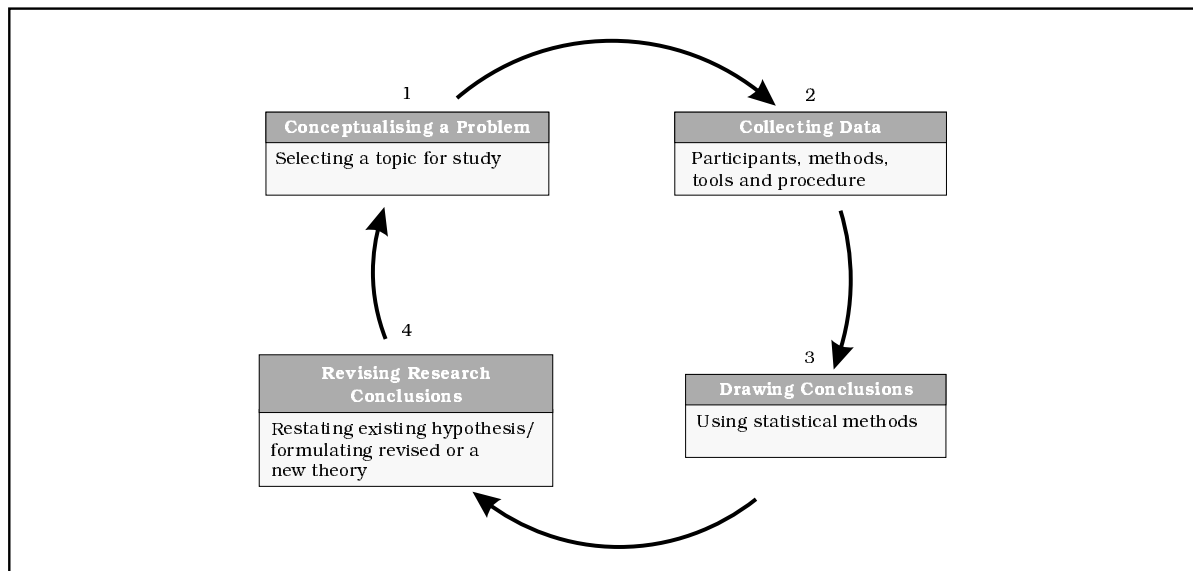 1
Conceptualising a Problem
Selecting a topic for study
2
Collecting Data
Participants, methods,
tools and procedure
3
Drawing Conclusions
Using statistical methods
4
Revising Research
Conclusions
Restating existing hypothesis/
formulating revised or a
new theory